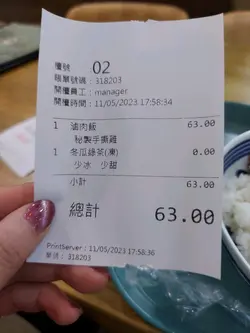 檯號 02
賬單號碼：318203
開檯員工：manager
開檯時間：11/05/2023 17:58:34
1 滷肉飯 63.00
秘製手撕雞
1 冬瓜綠茶(凍) 0.00
少冰 少甜
小計 63.00
總計 63.00
PrintServer：11/05/2023 17:58:36
單號：318203